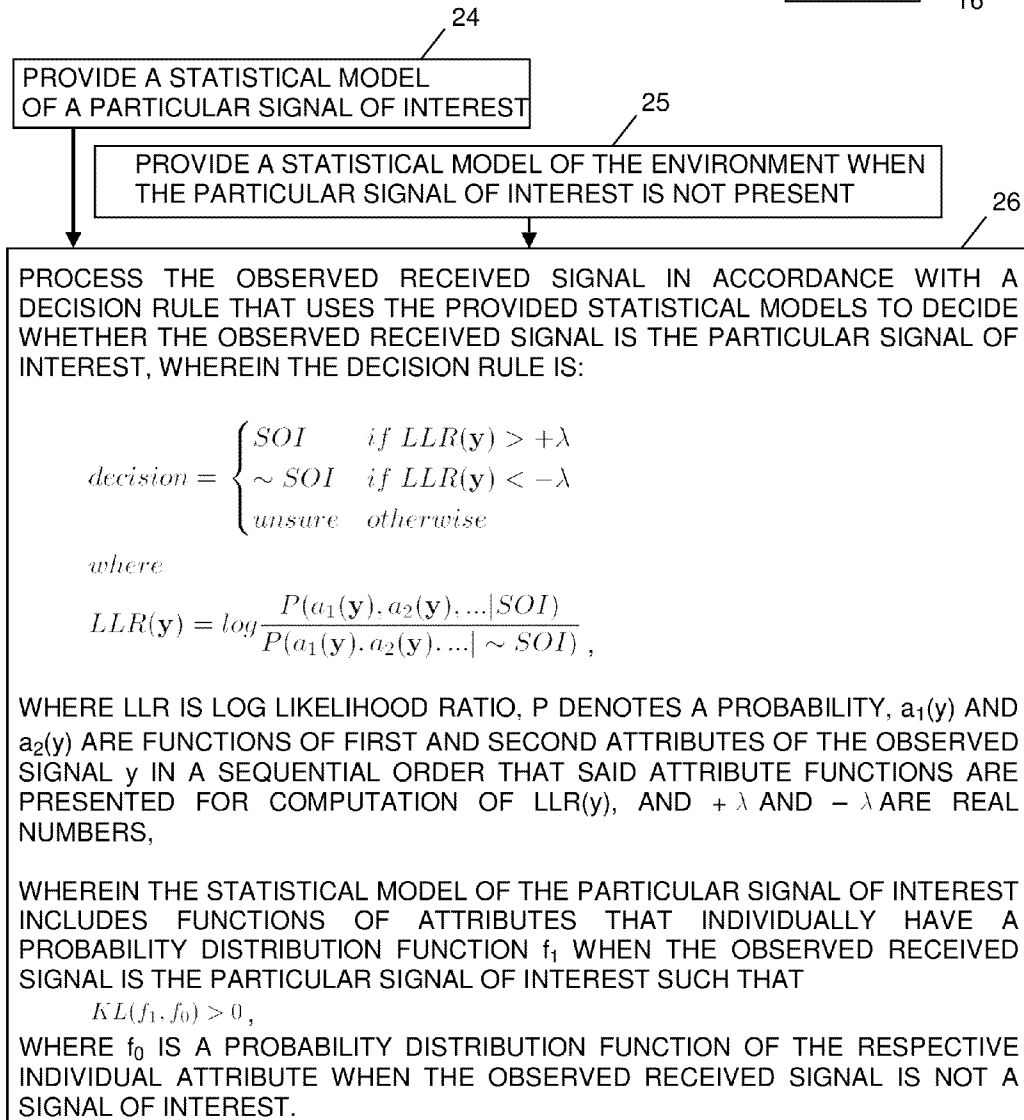 16
24
PROVIDE A STATISTICAL MODEL
OF A PARTICULAR SIGNAL OF INTEREST
25
PROVIDE A STATISTICAL MODEL OF THE ENVIRONMENT WHEN
THE PARTICULAR SIGNAL OF INTEREST IS NOT PRESENT
26
PROCESS THE OBSERVED RECEIVED SIGNAL IN ACCORDANCE WITH A
DECISION RULE THAT USES THE PROVIDED STATISTICAL MODELS TO DECIDE
WHETHER THE OBSERVED RECEIVED SIGNAL IS THE PARTICULAR SIGNAL OF
INTEREST, WHEREIN THE DECISION RULE IS:
decision = { SOI if LLR(y) > +λ
~ SOI if LLR(y) < −λ
unsure otherwise
where
LLR(y) = log P(a₁(y), a₂(y), ...|SOI) / P(a₁(y), a₂(y), ...| ~ SOI) ,
WHERE LLR IS LOG LIKELIHOOD RATIO, P DENOTES A PROBABILITY, a₁(y) AND
a₂(y) ARE FUNCTIONS OF FIRST AND SECOND ATTRIBUTES OF THE OBSERVED
SIGNAL y IN A SEQUENTIAL ORDER THAT SAID ATTRIBUTE FUNCTIONS ARE
PRESENTED FOR COMPUTATION OF LLR(y), AND + λ AND − λ ARE REAL
NUMBERS,
WHEREIN THE STATISTICAL MODEL OF THE PARTICULAR SIGNAL OF INTEREST
INCLUDES FUNCTIONS OF ATTRIBUTES THAT INDIVIDUALLY HAVE A
PROBABILITY DISTRIBUTION FUNCTION f₁ WHEN THE OBSERVED RECEIVED
SIGNAL IS THE PARTICULAR SIGNAL OF INTEREST SUCH THAT
KL(f₁, f₀) > 0 ,
WHERE f₀ IS A PROBABILITY DISTRIBUTION FUNCTION OF THE RESPECTIVE
INDIVIDUAL ATTRIBUTE WHEN THE OBSERVED RECEIVED SIGNAL IS NOT A
SIGNAL OF INTEREST.